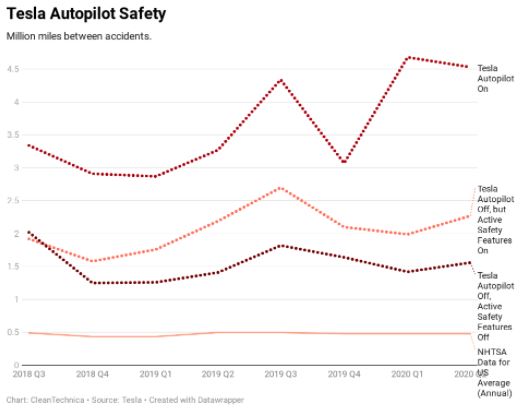 Tesla Autopilot Safety
Million miles between accidents.
4.5
4
3.5
3
2.5
2
1.5
1
0.5
0
2018 Q3 2018 Q4 2019 Q1 2019 Q2 2019 Q3 2019 Q4 2020 Q1 2020
Tesla
Autopilot
On
Tesla
Autopilot
Off, but
Active
Safety
Features
On
Tesla
Autopilot
Off,
Active
Safety
Features
Off
NHTSA
Data for
US
Average
(Annual)
Chart: CleanTechnica • Source: Tesla • Created with Datawrapper